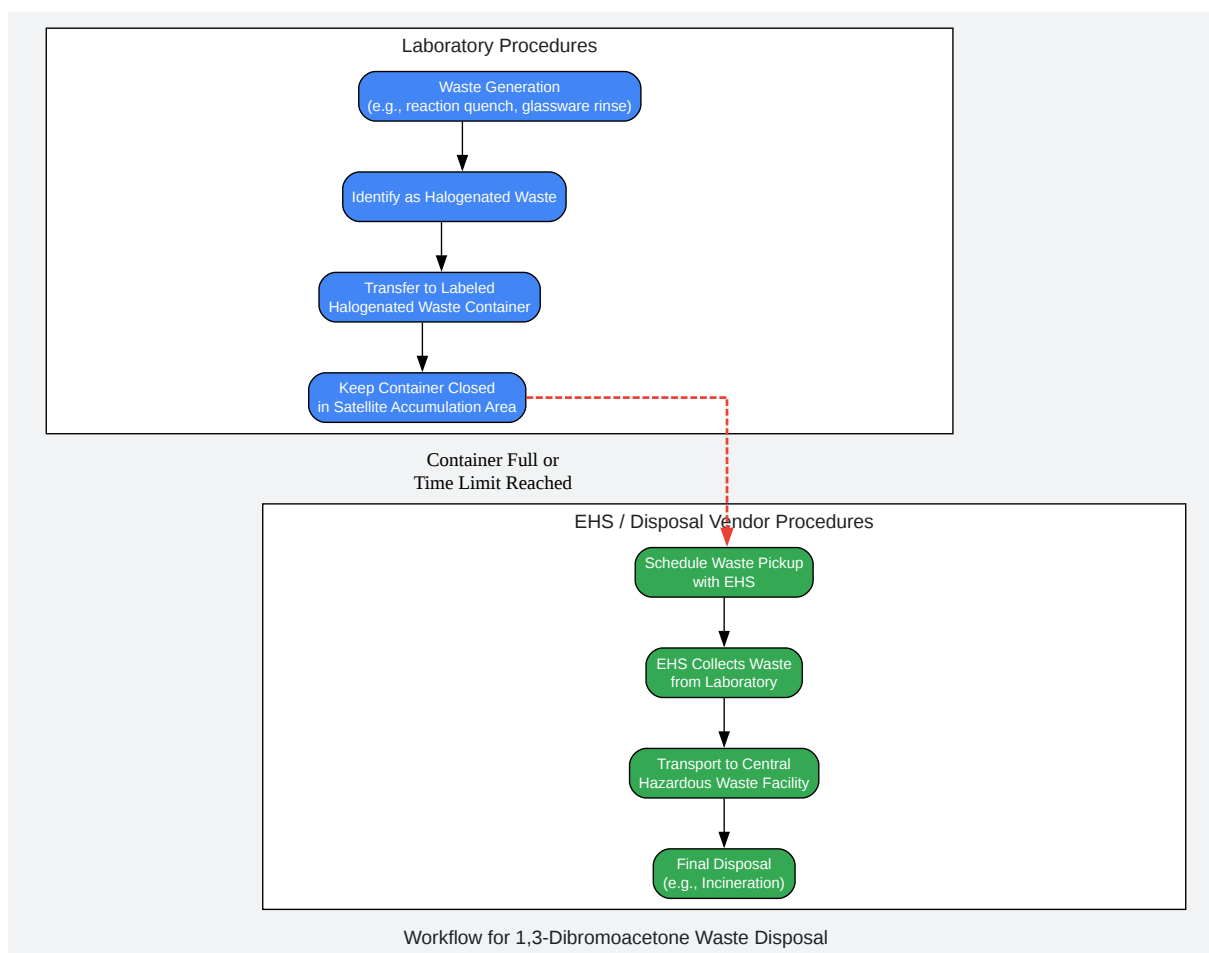 Laboratory Procedures
Waste Generation
(e.g., reaction quench, glassware rinse)
Identify as Halogenated Waste
Transfer to Labeled
Halogenated Waste Container
Keep Container Closed
in Satellite Accumulation Area
Container Full or
Time Limit Reached
EHS / Disposal Vendor Procedures
Schedule Waste Pickup
with EHS
EHS Collects Waste
from Laboratory
Transport to Central
Hazardous Waste Facility
Final Disposal
(e.g., Incineration)
Workflow for 1,3-Dibromoacetone Waste Disposal